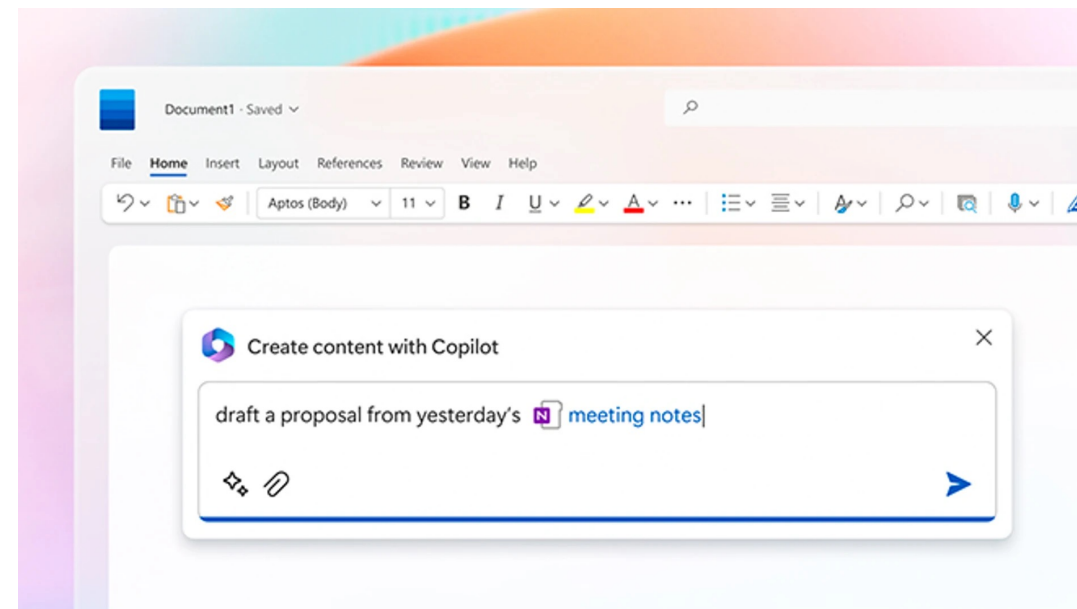 Document1 - Saved
File Home Insert Layout References Review View Help
Aptos (Body) 11 B I U A
Create content with Copilot
draft a proposal from yesterday's N meeting notes